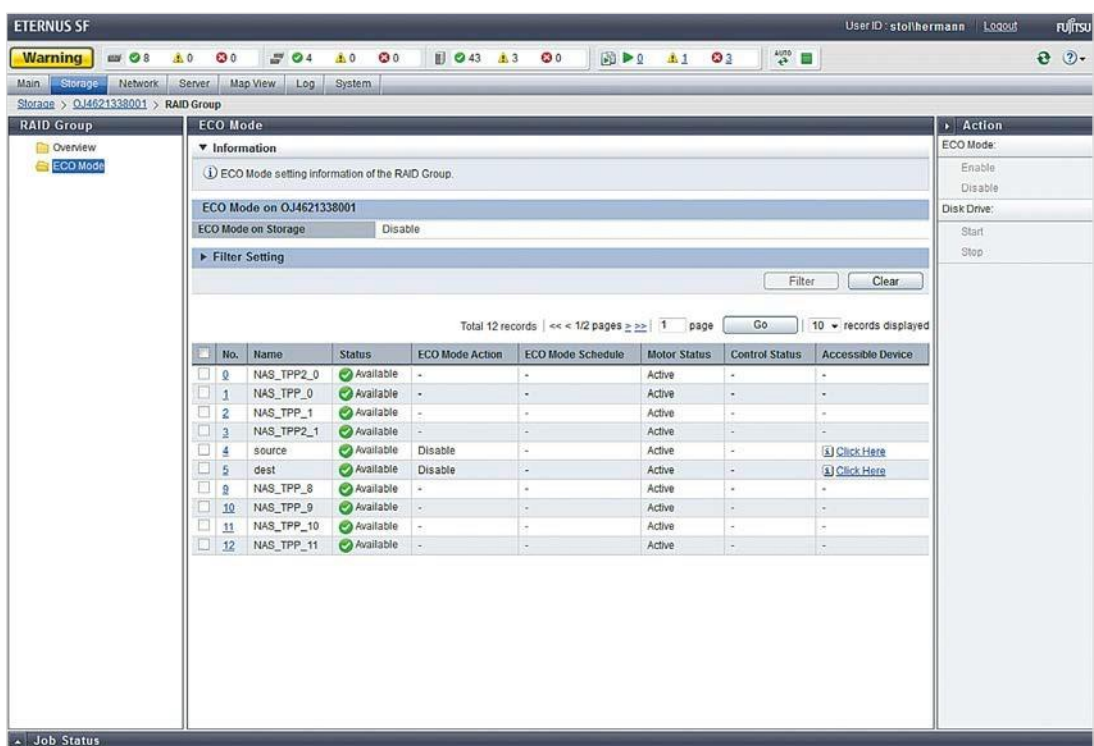 ETERNUS SF User ID : stollhermann Logout FUJITSU
Warning 8 0 0 4 0 0 43 3 0 0 1 3 AUTO
Main Storage Network Server Map View Log System
Storage > OJ4621338001 > RAID Group
RAID Group ECO Mode Action
Overview Information ECO Mode:
ECO Mode ECO Mode setting information of the RAID Group. Enable
Disable
ECO Mode on OJ4621338001 Disk Drive:
ECO Mode on Storage Disable Start
Filter Setting Stop
Filter Clear
Total 12 records | << < 1/2 pages > >> | 1 page Go | 10 records displayed
No. Name Status ECO Mode Action ECO Mode Schedule Motor Status Control Status Accessible Device
0 NAS_TPP2_0 Available - - Active - -
1 NAS_TPP_0 Available - - Active - -
2 NAS_TPP_1 Available - - Active - -
3 NAS_TPP2_1 Available - - Active - -
4 source Available Disable - Active - Click Here
5 dest Available Disable - Active - Click Here
9 NAS_TPP_8 Available - - Active - -
10 NAS_TPP_9 Available - - Active - -
11 NAS_TPP_10 Available - - Active - -
12 NAS_TPP_11 Available - - Active - -
Job Status